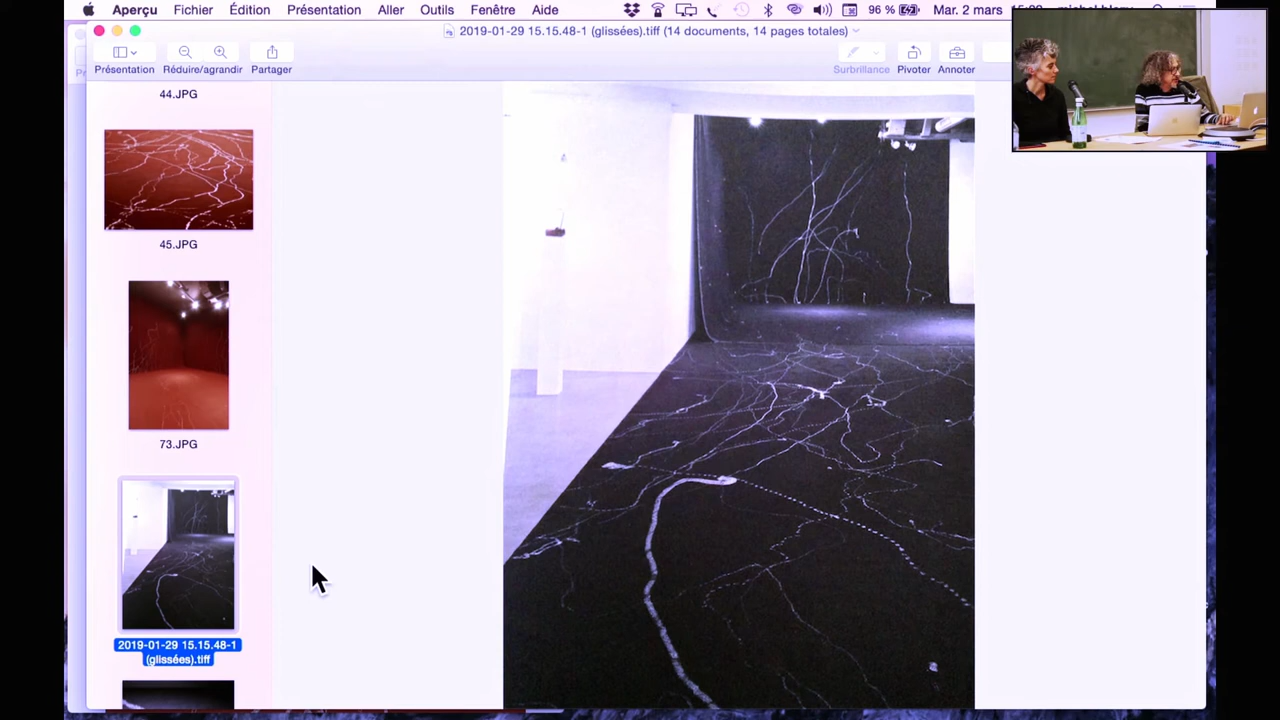 Aperçu Fichier Édition Présentation Aller Outils Fenêtre Aide 96 % Mar. 2 mars
2019-01-29 15.15.48-1 (glissées).tiff (14 documents, 14 pages totales)
Présentation Réduire/agrandir Partager Surbrillance Pivoter Annoter
44.JPG
45.JPG
73.JPG
2019-01-29 15.15.48-1
(glissées).tiff